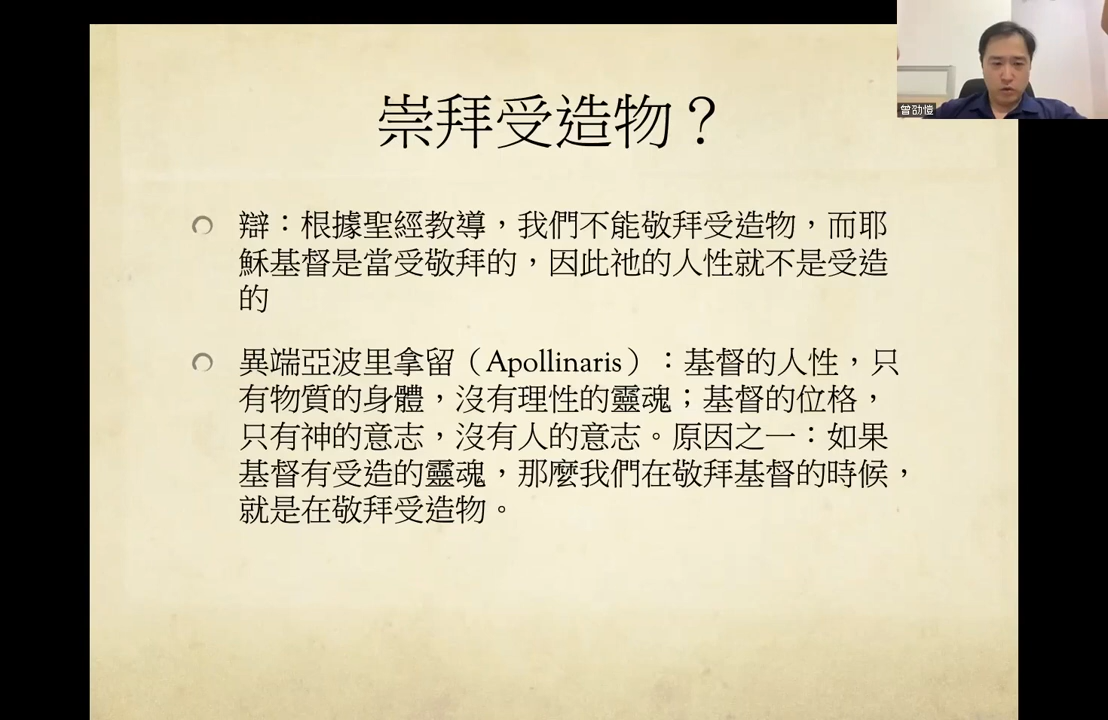 崇拜受造物？
曾劭愷
辯：根據聖經教導，我們不能敬拜受造物，而耶
穌基督是當受敬拜的，因此祂的人性就不是受造
的
異端亞波里拿留（Apollinaris）：基督的人性，只
有物質的身體，沒有理性的靈魂；基督的位格，
只有神的意志，沒有人的意志。原因之一：如果
基督有受造的靈魂，那麼我們在敬拜基督的時候，
就是在敬拜受造物。